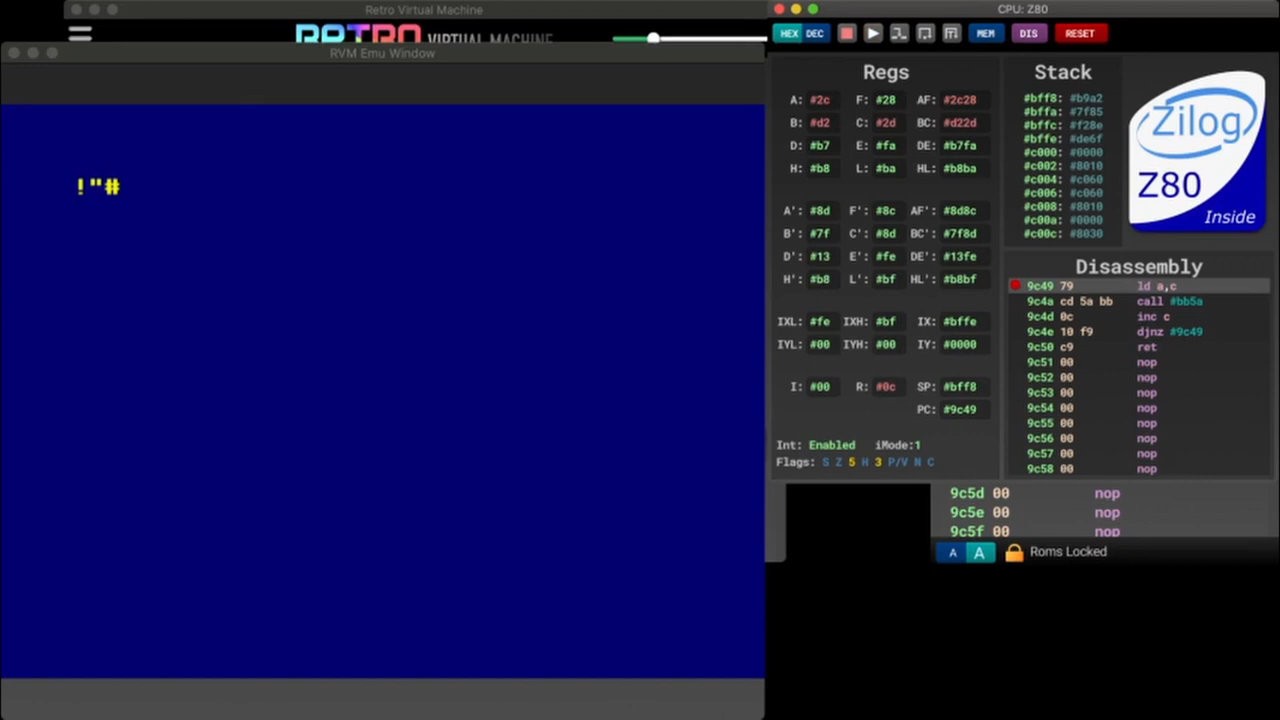 Retro Virtual Machine
RETRO VIRTUAL MACHINE
RVM Emu Window
!"#
CPU: Z80
HEX DEC MEM DIS RESET
Regs
A: #2c F: #28 AF: #2c28
B: #d2 C: #2d BC: #d22d
D: #b7 E: #fa DE: #b7fa
H: #b8 L: #ba HL: #b8ba
A': #8d F': #8c AF': #8d8c
B': #7f C': #8d BC': #7f8d
D': #13 E': #fe DE': #13fe
H': #b8 L': #bf HL': #b8bf
IXL: #fe IXH: #bf IX: #bffe
IYL: #00 IYH: #00 IY: #0000
I: #00 R: #0c SP: #bff8
PC: #9c49
Int: Enabled iMode:1
Flags: S Z 5 H 3 P/V N C
Stack
#bff8: #b9a2
#bffa: #7f85
#bffc: #f28e
#bffe: #de6f
#c000: #0000
#c002: #8010
#c004: #c060
#c006: #c060
#c008: #8010
#c00a: #0000
#c00c: #8030
Zilog
Z80
Inside
Disassembly
9c49 79 ld a,c
9c4a cd 5a bb call #bb5a
9c4d 0c inc c
9c4e 10 f9 djnz #9c49
9c50 c9 ret
9c51 00 nop
9c52 00 nop
9c53 00 nop
9c54 00 nop
9c55 00 nop
9c56 00 nop
9c57 00 nop
9c58 00 nop
9c5d 00 nop
9c5e 00 nop
9c5f 00 nop
A A Roms Locked